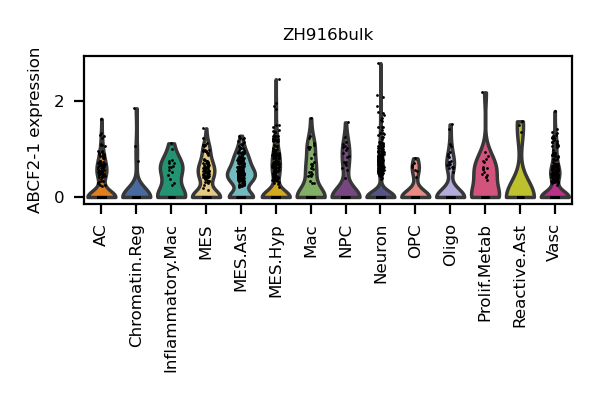 ZH916bulk
ABCF2-1 expression
2
0
AC
Chromatin.Reg
Inflammatory.Mac
MES
MES.Ast
MES.Hyp
Mac
NPC
Neuron
OPC
Oligo
Prolif.Metab
Reactive.Ast
Vasc